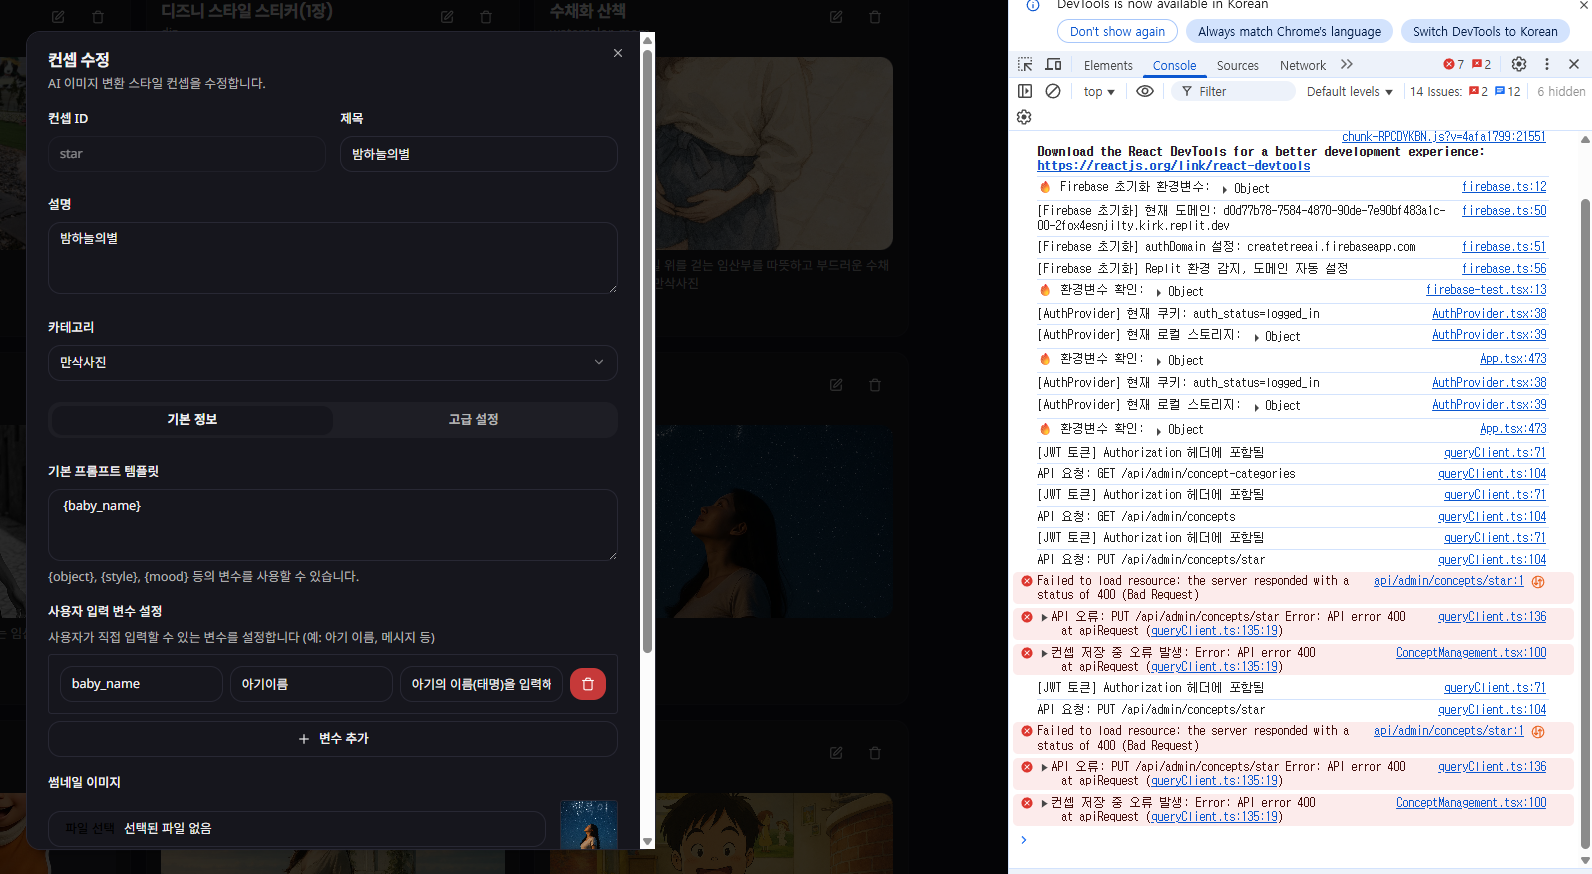 디즈니 스타일 스티커(1장)
수채화 산책
컨셉 수정
AI 이미지 변환 스타일 컨셉을 수정합니다.
컨셉 ID
제목
star
밤하늘의별
설명
밤하늘의별
카테고리
만삭사진
기본 정보
고급 설정
기본 프롬프트 템플릿
{baby_name}
{object}, {style}, {mood} 등의 변수를 사용할 수 있습니다.
사용자 입력 변수 설정
사용자가 직접 입력할 수 있는 변수를 설정합니다 (예: 아기 이름, 메시지 등)
baby_name
아기이름
아기의 이름(태명)을 입력해
+ 변수 추가
썸네일 이미지
파일 선택 선택된 파일 없음
위를 걷는 임산부를 따뜻하고 부드러운 수채
만삭사진
DevTools is now available in Korean
Don't show again
Always match Chrome's language
Switch DevTools to Korean
Elements
Console
Sources
Network
7
2
top
Filter
Default levels
14 Issues: 2 12
6 hidden
chunk-RPCDYKBN.js?v=4afa1799:21551
Download the React DevTools for a better development experience:
https://reactjs.org/link/react-devtools
🔥 Firebase 초기화 환경변수: ▶ Object firebase.ts:12
[Firebase 초기화] 현재 도메인: d0d77b78-7584-4870-90de-7e90bf483a1c- firebase.ts:50
00-2fox4esnjilty.kirk.replit.dev
[Firebase 초기화] authDomain 설정: createtreeai.firebaseapp.com firebase.ts:51
[Firebase 초기화] Replit 환경 감지, 도메인 자동 설정 firebase.ts:56
🔥 환경변수 확인: ▶ Object firebase-test.tsx:13
[AuthProvider] 현재 쿠키: auth_status=logged_in AuthProvider.tsx:38
[AuthProvider] 현재 로컬 스토리지: ▶ Object AuthProvider.tsx:39
🔥 환경변수 확인: ▶ Object App.tsx:473
[AuthProvider] 현재 쿠키: auth_status=logged_in AuthProvider.tsx:38
[AuthProvider] 현재 로컬 스토리지: ▶ Object AuthProvider.tsx:39
🔥 환경변수 확인: ▶ Object App.tsx:473
[JWT 토큰] Authorization 헤더에 포함됨 queryClient.ts:71
API 요청: GET /api/admin/concept-categories queryClient.ts:104
[JWT 토큰] Authorization 헤더에 포함됨 queryClient.ts:71
API 요청: GET /api/admin/concepts queryClient.ts:104
[JWT 토큰] Authorization 헤더에 포함됨 queryClient.ts:71
API 요청: PUT /api/admin/concepts/star queryClient.ts:104
Failed to load resource: the server responded with a api/admin/concepts/star:1
status of 400 (Bad Request)
▶ API 오류: PUT /api/admin/concepts/star Error: API error 400 queryClient.ts:136
at apiRequest (queryClient.ts:135:19)
▶ 컨셉 저장 중 오류 발생: Error: API error 400 ConceptManagement.tsx:100
at apiRequest (queryClient.ts:135:19)
[JWT 토큰] Authorization 헤더에 포함됨 queryClient.ts:71
API 요청: PUT /api/admin/concepts/star queryClient.ts:104
Failed to load resource: the server responded with a api/admin/concepts/star:1
status of 400 (Bad Request)
▶ API 오류: PUT /api/admin/concepts/star Error: API error 400 queryClient.ts:136
at apiRequest (queryClient.ts:135:19)
▶ 컨셉 저장 중 오류 발생: Error: API error 400 ConceptManagement.tsx:100
at apiRequest (queryClient.ts:135:19)